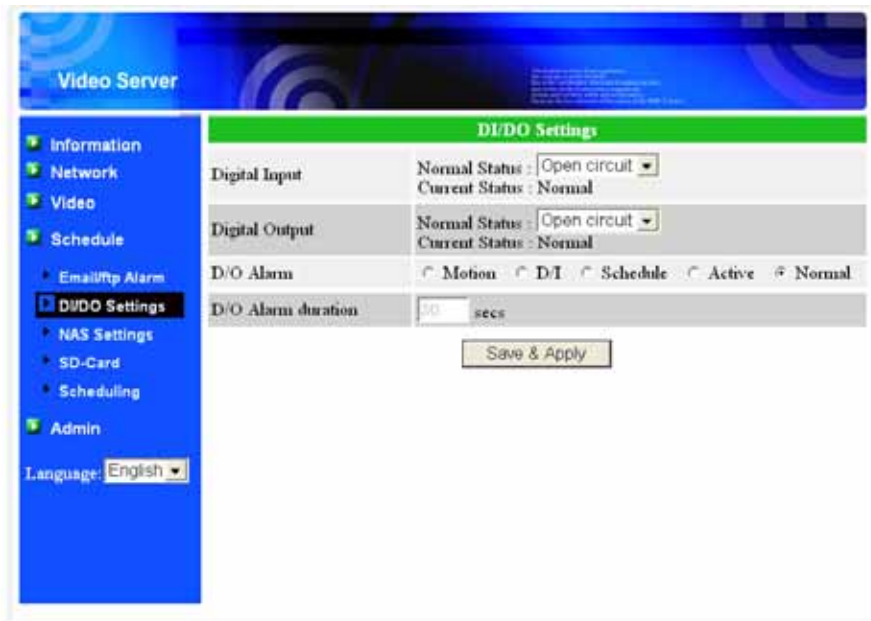 Video Server
Information
Network
Video
Schedule
Email/ftp Alarm
DI/DO Settings
NAS Settings
SD-Card
Scheduling
Admin
Language: English
DI/DO Settings
Digital Input
Normal Status : Open circuit
Current Status : Normal
Digital Output
Normal Status : Open circuit
Current Status : Normal
D/O Alarm
Motion D/I Schedule Active Normal
D/O Alarm duration
secs
Save & Apply